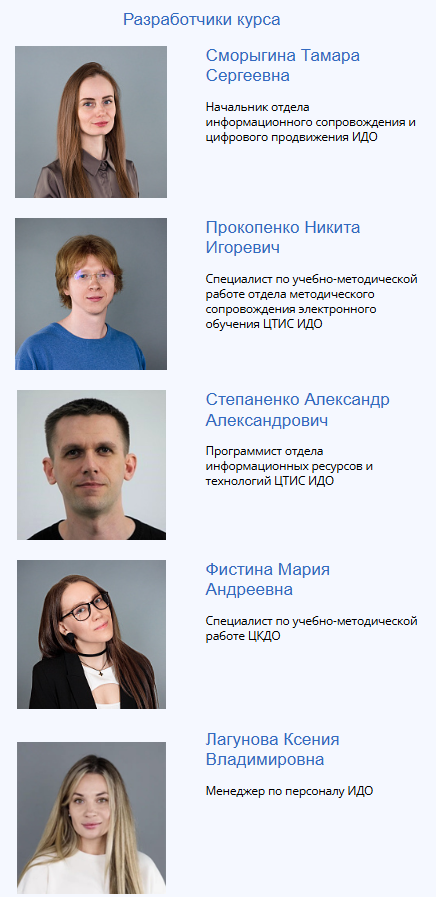 Разработчики курса
Сморыгина Тамара
Сергеевна
Начальник отдела
информационного сопровождения и
цифрового продвижения ИДО
Прокопенко Никита
Игоревич
Специалист по учебно-методической
работе отдела методического
сопровождения электронного
обучения ЦТИС ИДО
Степаненко Александр
Александрович
Программист отдела
информационных ресурсов и
технологий ЦТИС ИДО
Фистина Мария
Андреевна
Специалист по учебно-методической
работе ЦКДО
Лагунова Ксения
Владимировна
Менеджер по персоналу ИДО